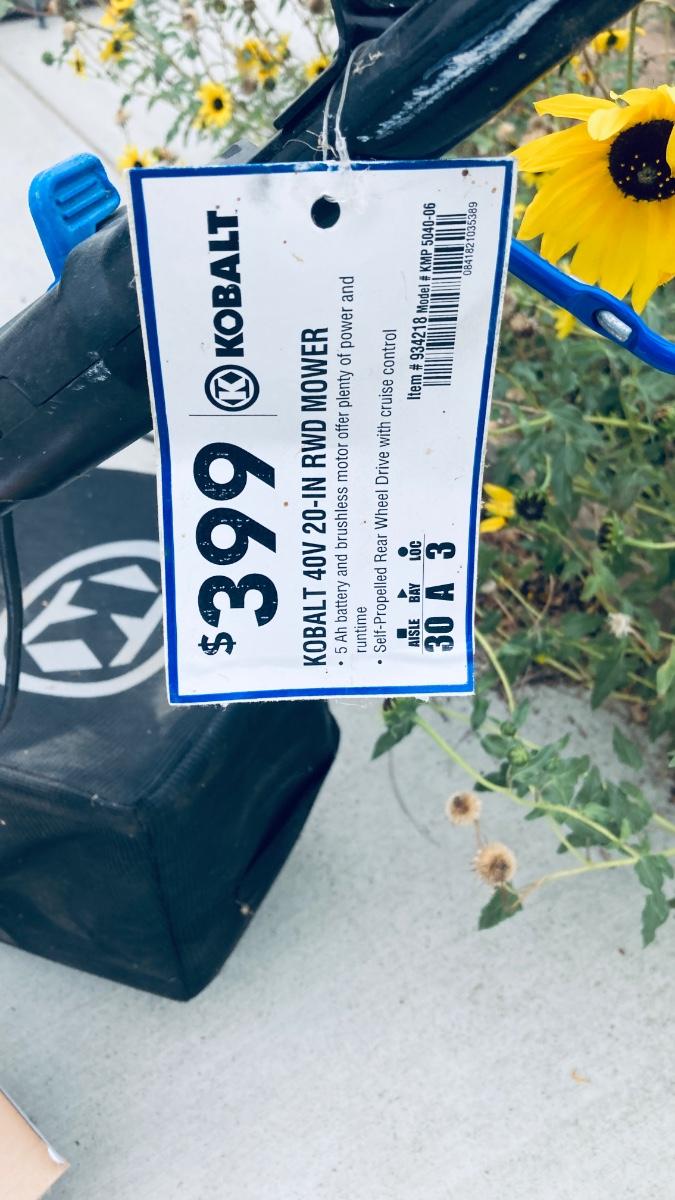 $399
KOBALT
KOBALT 40V 20-IN RWD MOWER
• 5 Ah battery and brushless motor offer plenty of power and
runtime
• Self-Propelled Rear Wheel Drive with cruise control
AISLE BAY LOC
30 A 3
Item # 934218 Model # KMP 5040-06
0841821035389